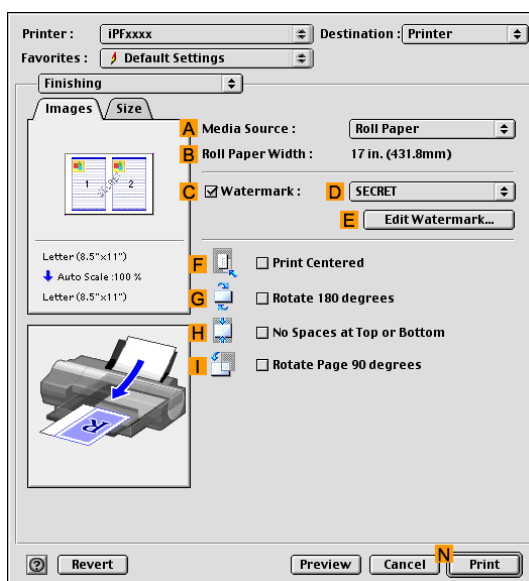 Printer : iPFxxxx Destination : Printer
Favorites : Default Settings
Finishing
Images Size
A Media Source : Roll Paper
B Roll Paper Width : 17 in. (431.8mm)
1 2
SECRET
C Watermark : D SECRET
E Edit Watermark...
Letter (8.5"x11")
Auto Scale :100 %
Letter (8.5"x11")
F Print Centered
G Rotate 180 degrees
H No Spaces at Top or Bottom
I Rotate Page 90 degrees
R
N
? Revert Preview Cancel Print